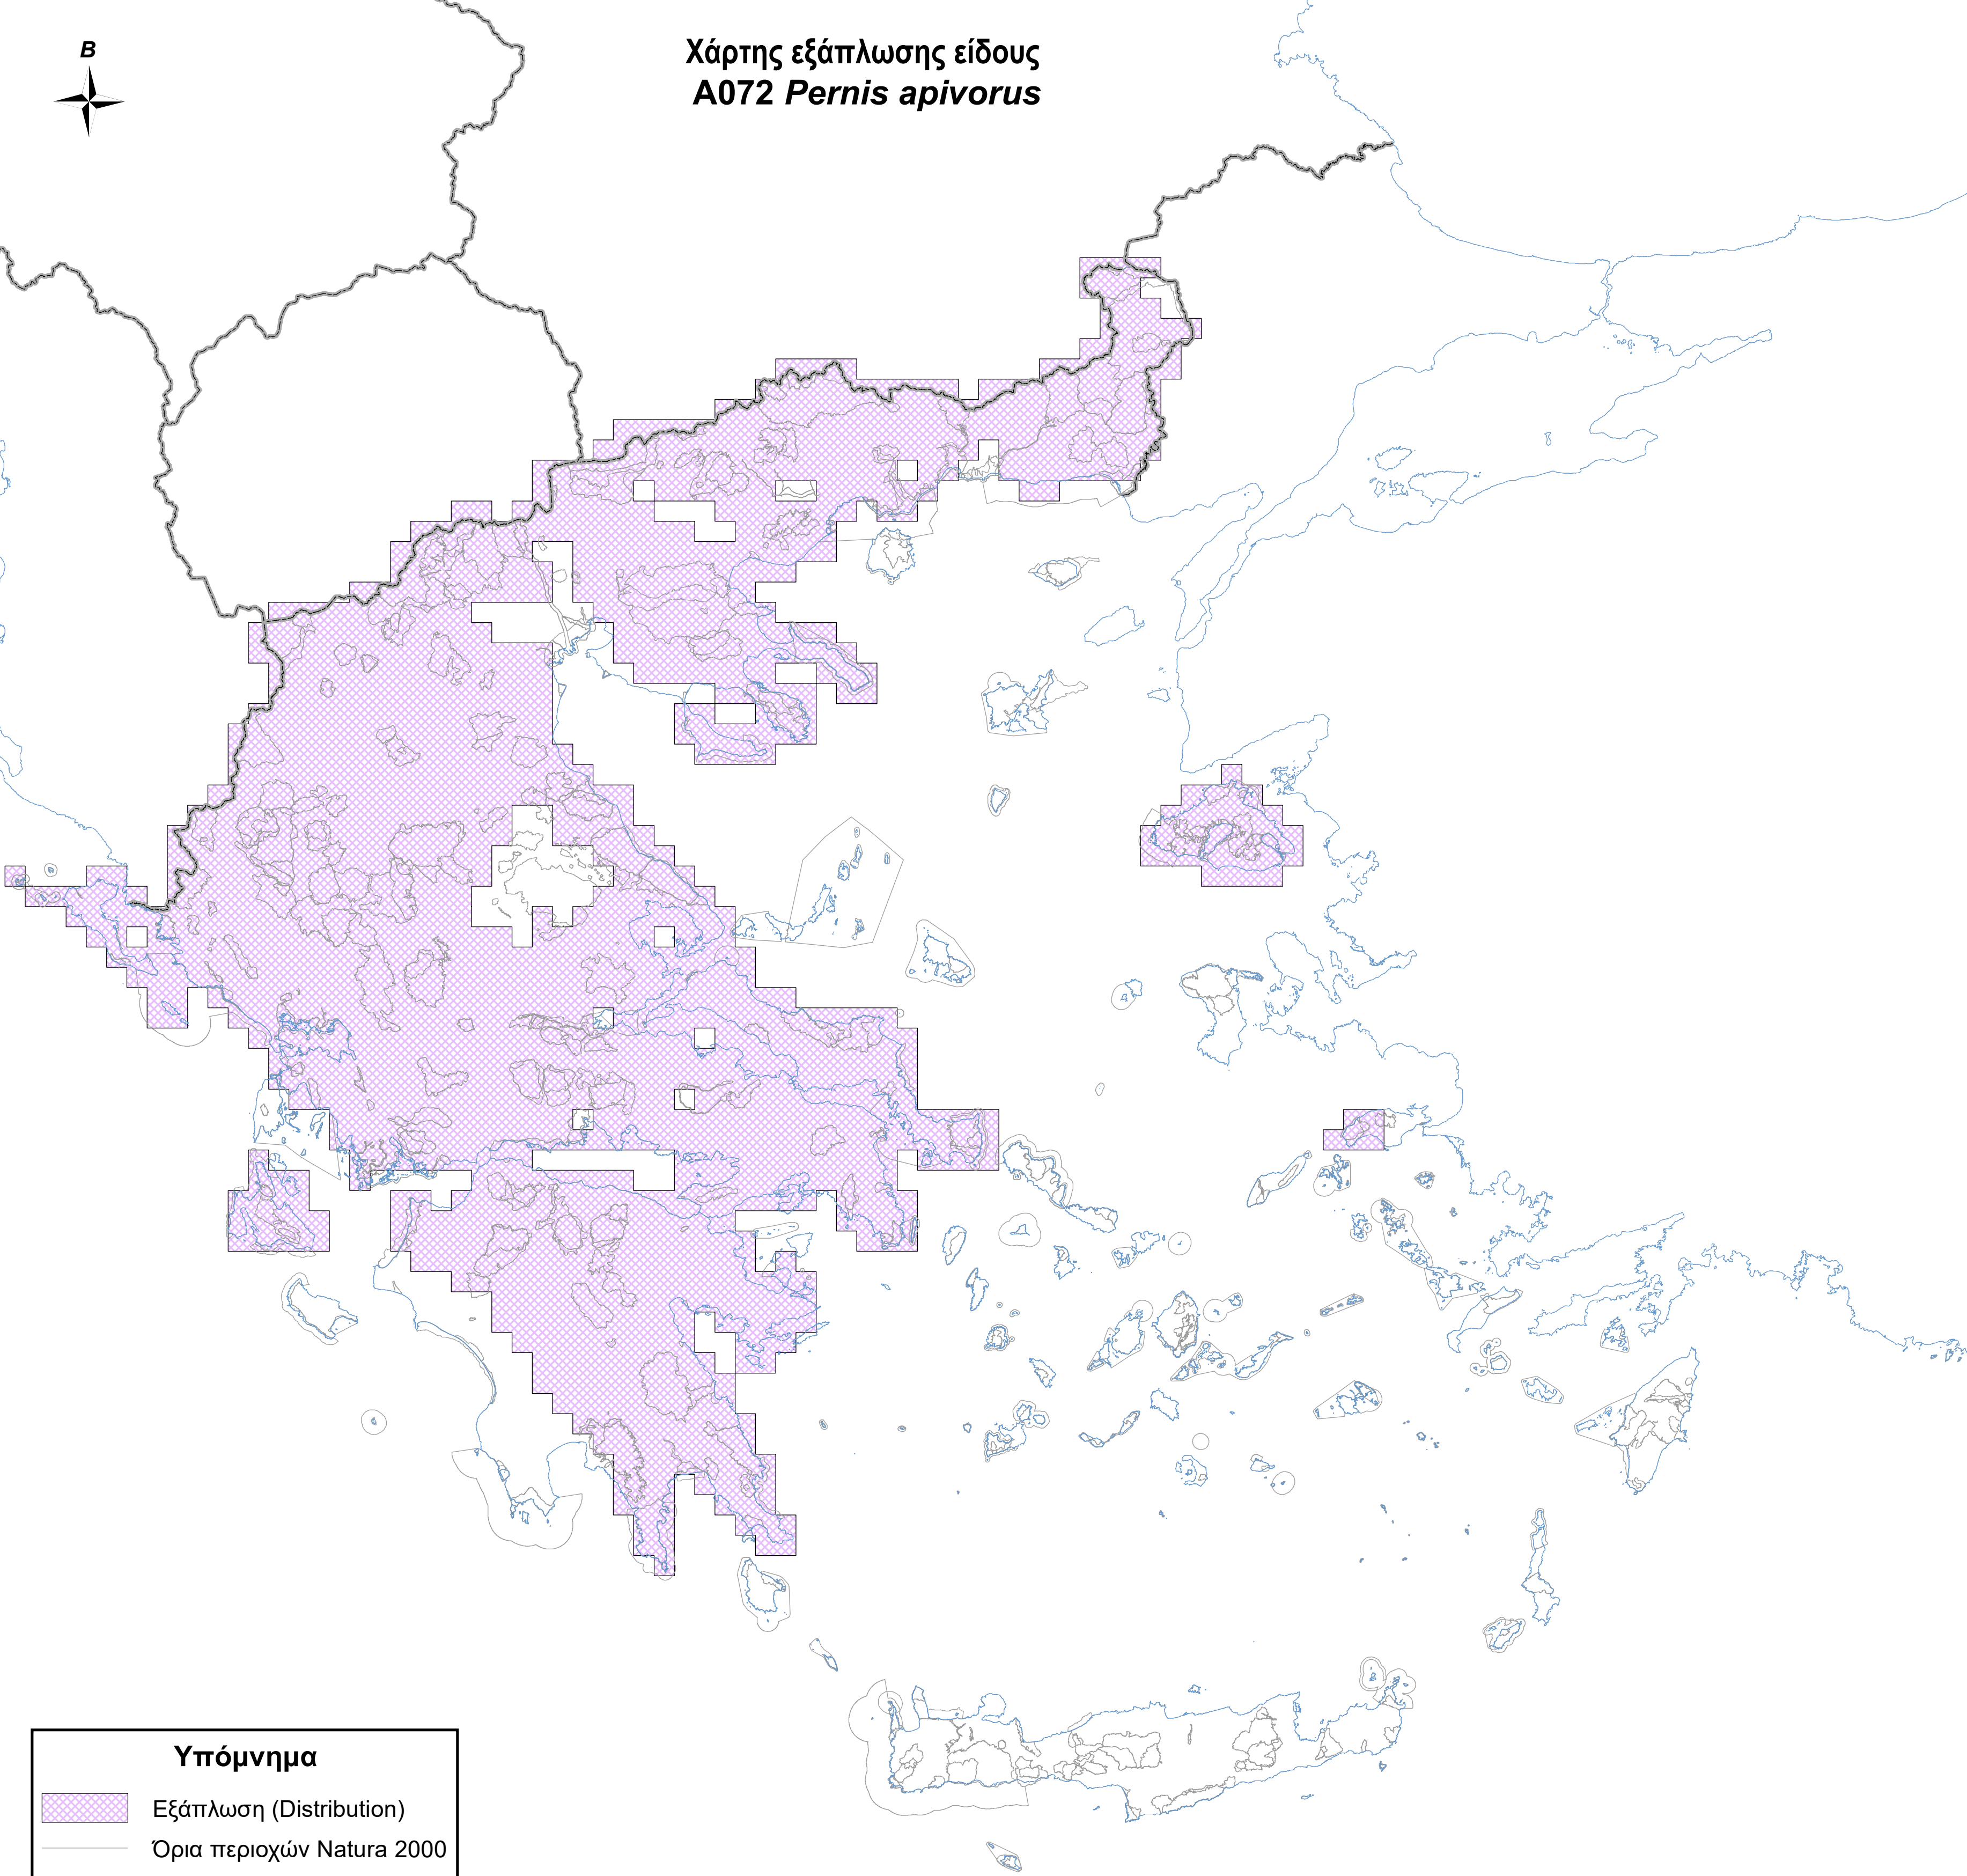 B
Χάρτης εξάπλωσης είδους
A072 Pernis apivorus
Υπόμνημα
Εξάπλωση (Distribution)
Όρια περιοχών Natura 2000